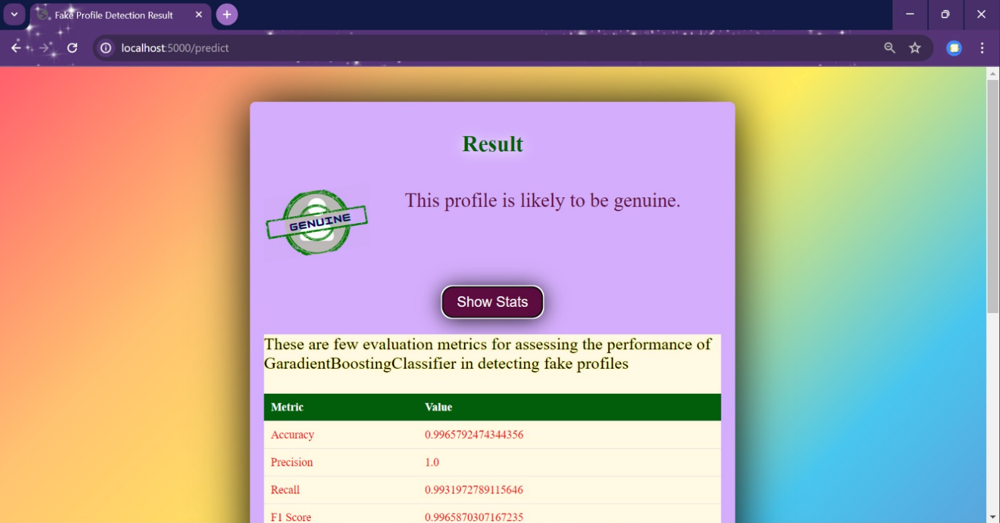 Fake Profile Detection Result
localhost:5000/predict
Result
GENUINE
This profile is likely to be genuine.
Show Stats
These are few evaluation metrics for assessing the performance of
GaradientBoostingClassifier in detecting fake profiles
Metric Value
Accuracy 0.9965792474344356
Precision 1.0
Recall 0.9931972789115646
F1 Score 0.9965870307167235